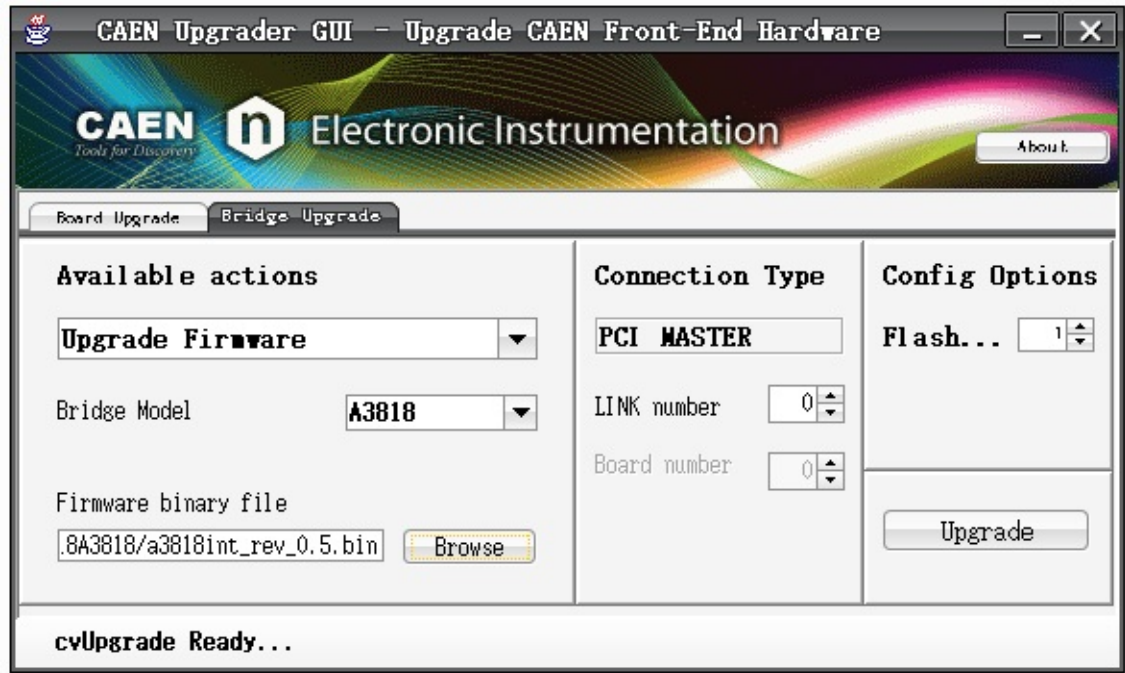 CAEN Upgrader GUI - Upgrade CAEN Front-End Hardware
CAEN
Tools for Discovery
n
Electronic Instrumentation
About
Board Upgrade
Bridge Upgrade
Available actions
Upgrade Firmware
Bridge Model
A3818
Firmware binary file
.8A3818/a3818int_rev_0.5.bin
Browse
Connection Type
PCI MASTER
LINK number
0
Board number
0
Config Options
Flash...
1
Upgrade
cvUpgrade Ready...